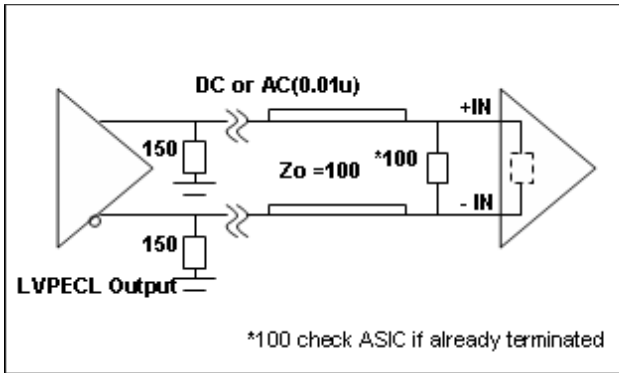 DC or AC(0.01u)
+IN
150
Zo =100
*100
- IN
150
LVPECL Output
*100 check ASIC if already terminated